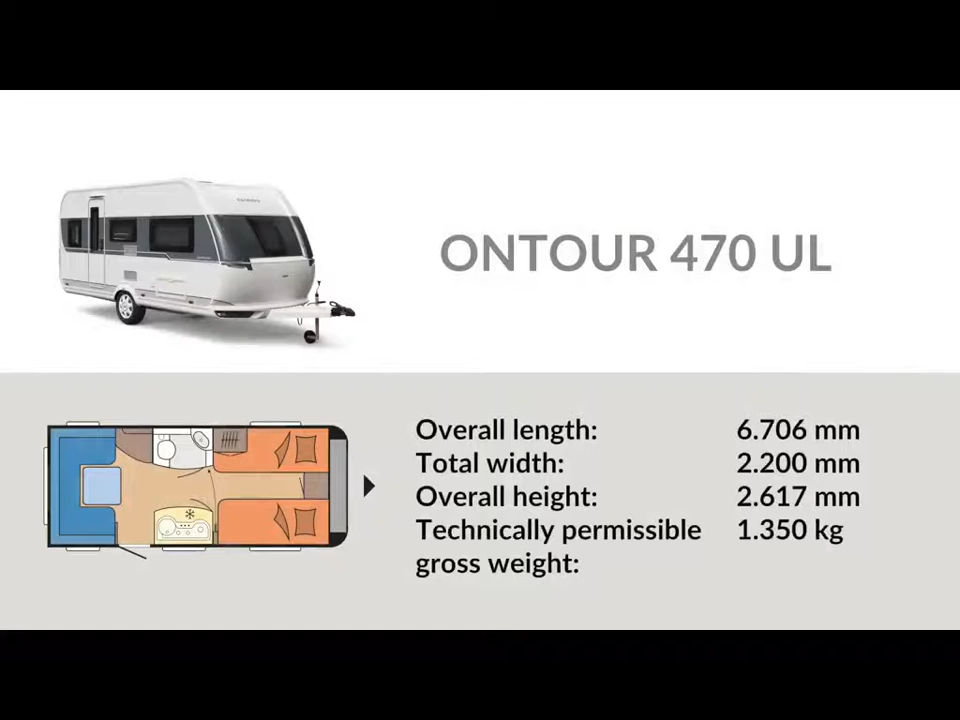 ONTOUR 470 UL
Overall length: 6.706 mm
Total width: 2.200 mm
Overall height: 2.617 mm
Technically permissible 1.350 kg
gross weight: